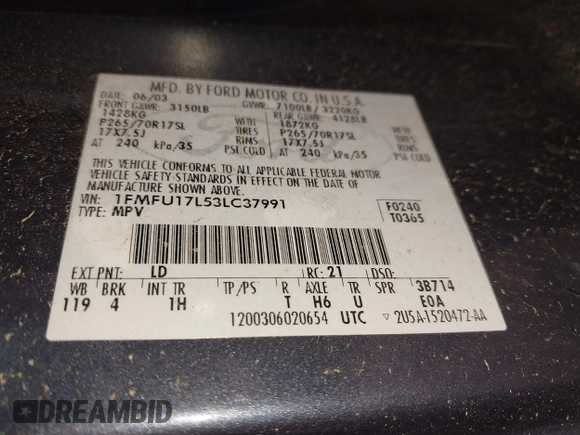 MFD. BY FORD MOTOR CO. IN U.S.A.
DATE: 06/03 GVWR: 7100LB / 3220KG
FRONT GAWR: 3150LB REAR GAWR: 4128LB
1428KG WITH 1872KG WITH
P265/70R17SL TIRES P265/70R17SL TIRES
17X7.5J RIMS 17X7.5J RIMS
AT 240 kPa/35 PSI COLD AT 240 kPa/35 PSI COLD
THIS VEHICLE CONFORMS TO ALL APPLICABLE FEDERAL MOTOR
VEHICLE SAFETY STANDARDS IN EFFECT ON THE DATE OF
MANUFACTURE SHOWN ABOVE.
VIN: 1FMFU17L53LC37991 F0240
TYPE: MPV T0365
EXT PNT: LD RC: 21 DSO:
WB BRK INT TR TP/PS R AXLE TR SPR 3B714
119 4 1H T H6 U E0A
1200306020654 UTC ▽ 2U5A-1520472-AA
DREAMBID